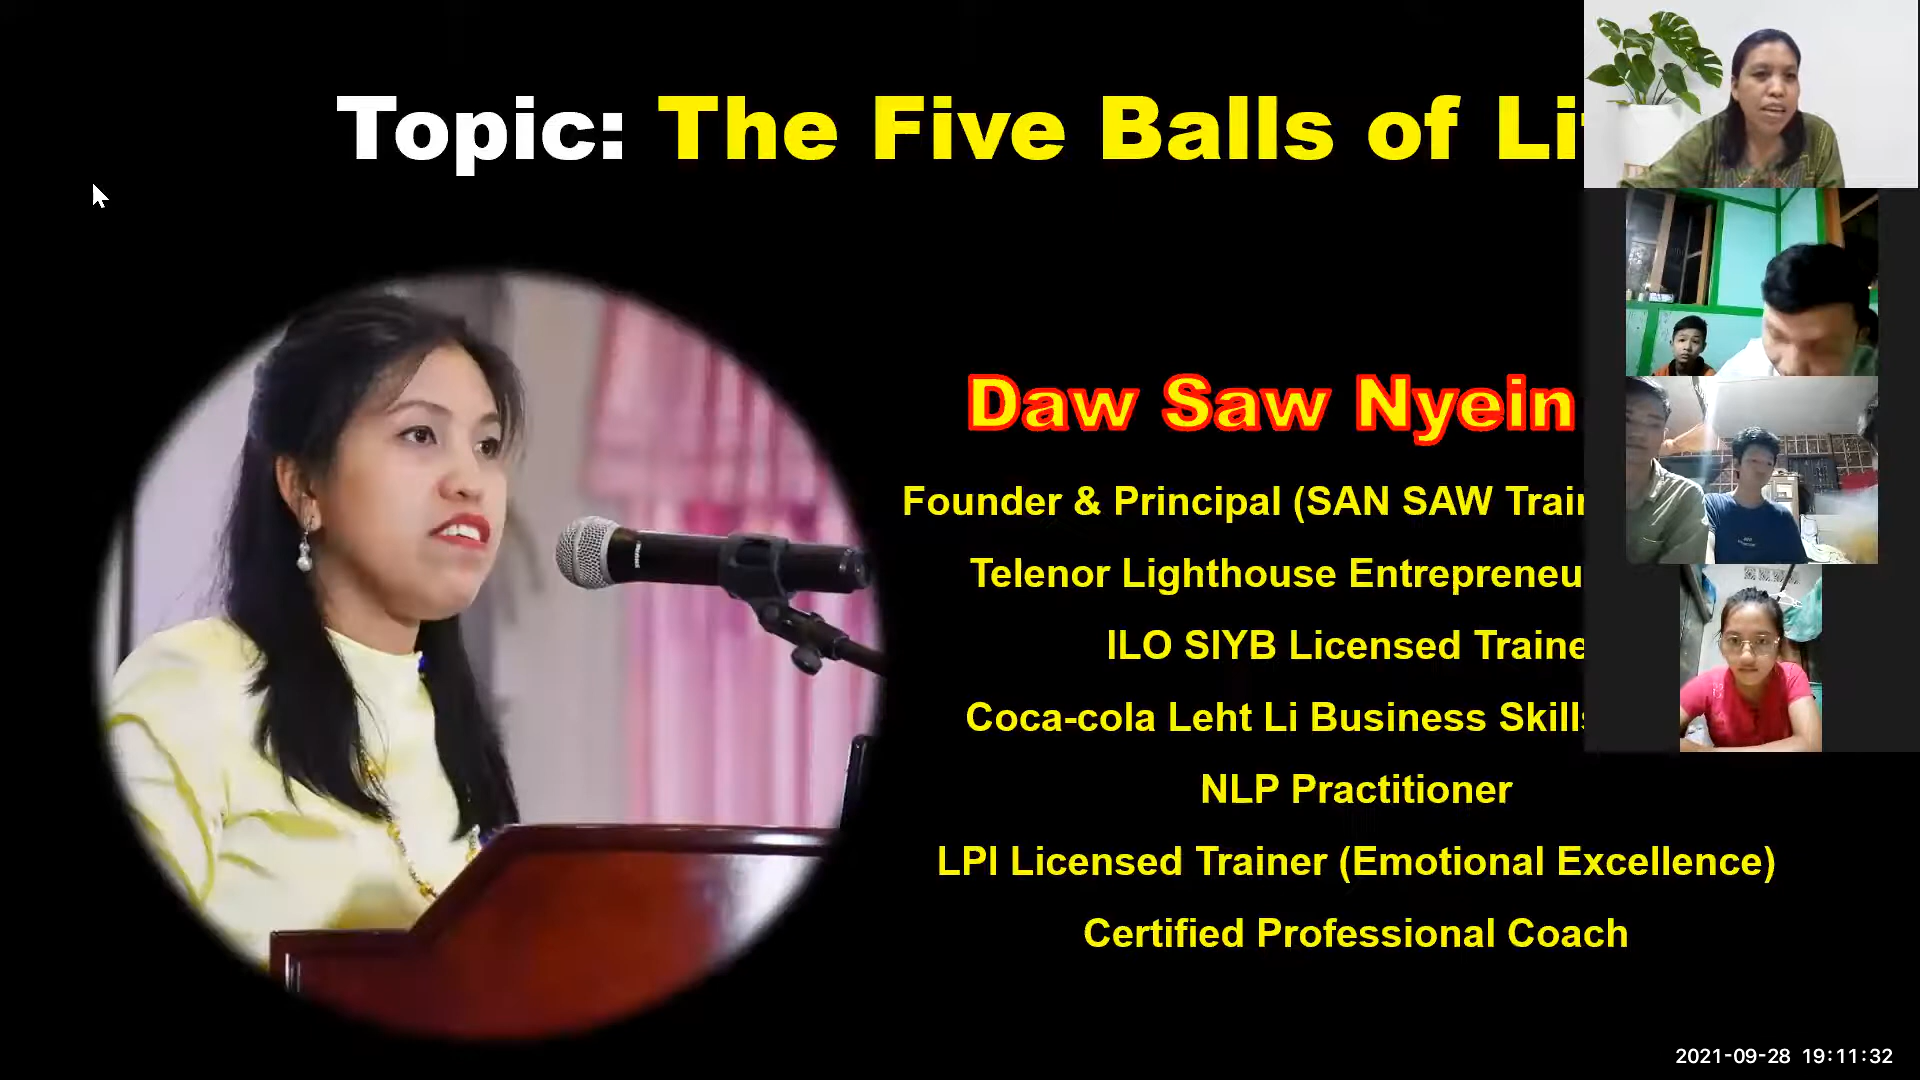 Topic: The Five Balls of Li
Daw Saw Nyein
Founder & Principal (SAN SAW Train
Telenor Lighthouse Entrepreneu
ILO SIYB Licensed Traine
Coca-cola Leht Li Business Skills
NLP Practitioner
LPI Licensed Trainer (Emotional Excellence)
Certified Professional Coach
2021-09-28 19:11:32